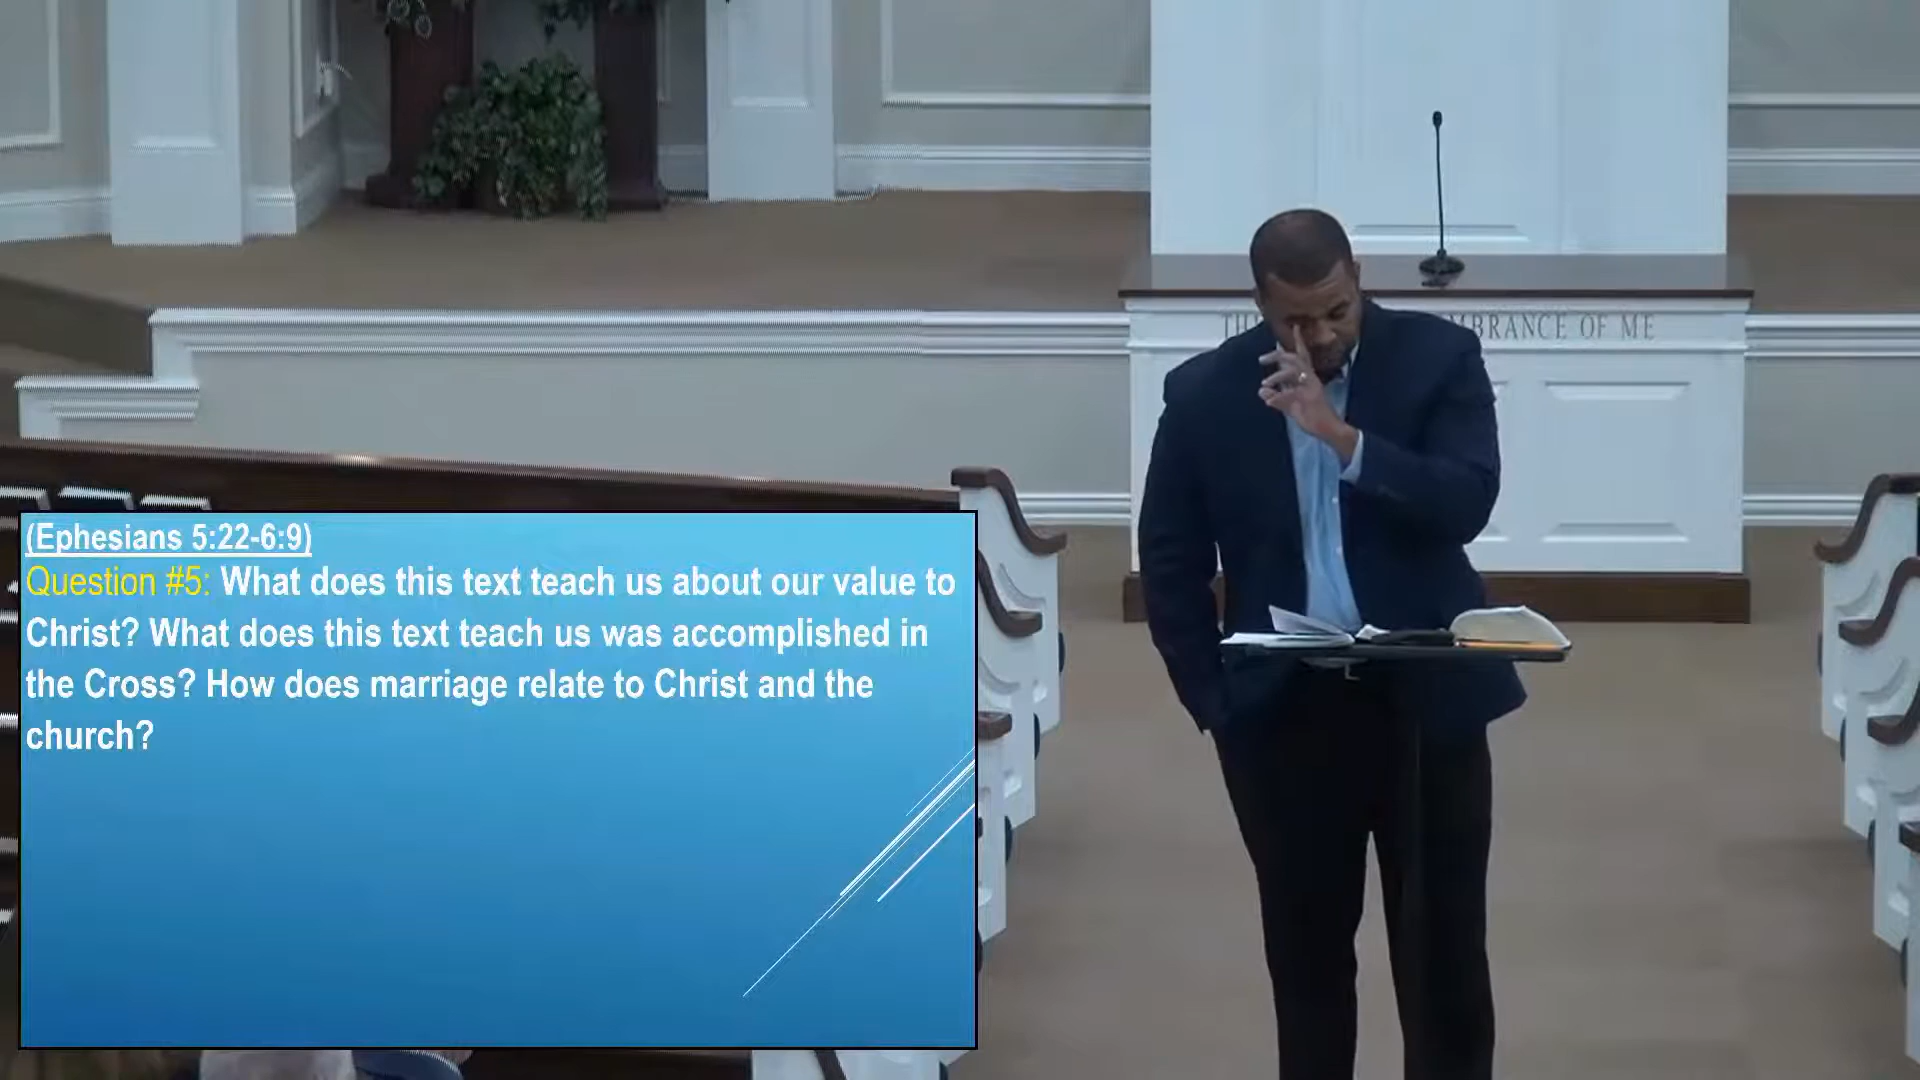 TH MBRANCE OF ME
(Ephesians 5:22-6:9)
Question #5: What does this text teach us about our value to
Christ? What does this text teach us was accomplished in
the Cross? How does marriage relate to Christ and the
church?